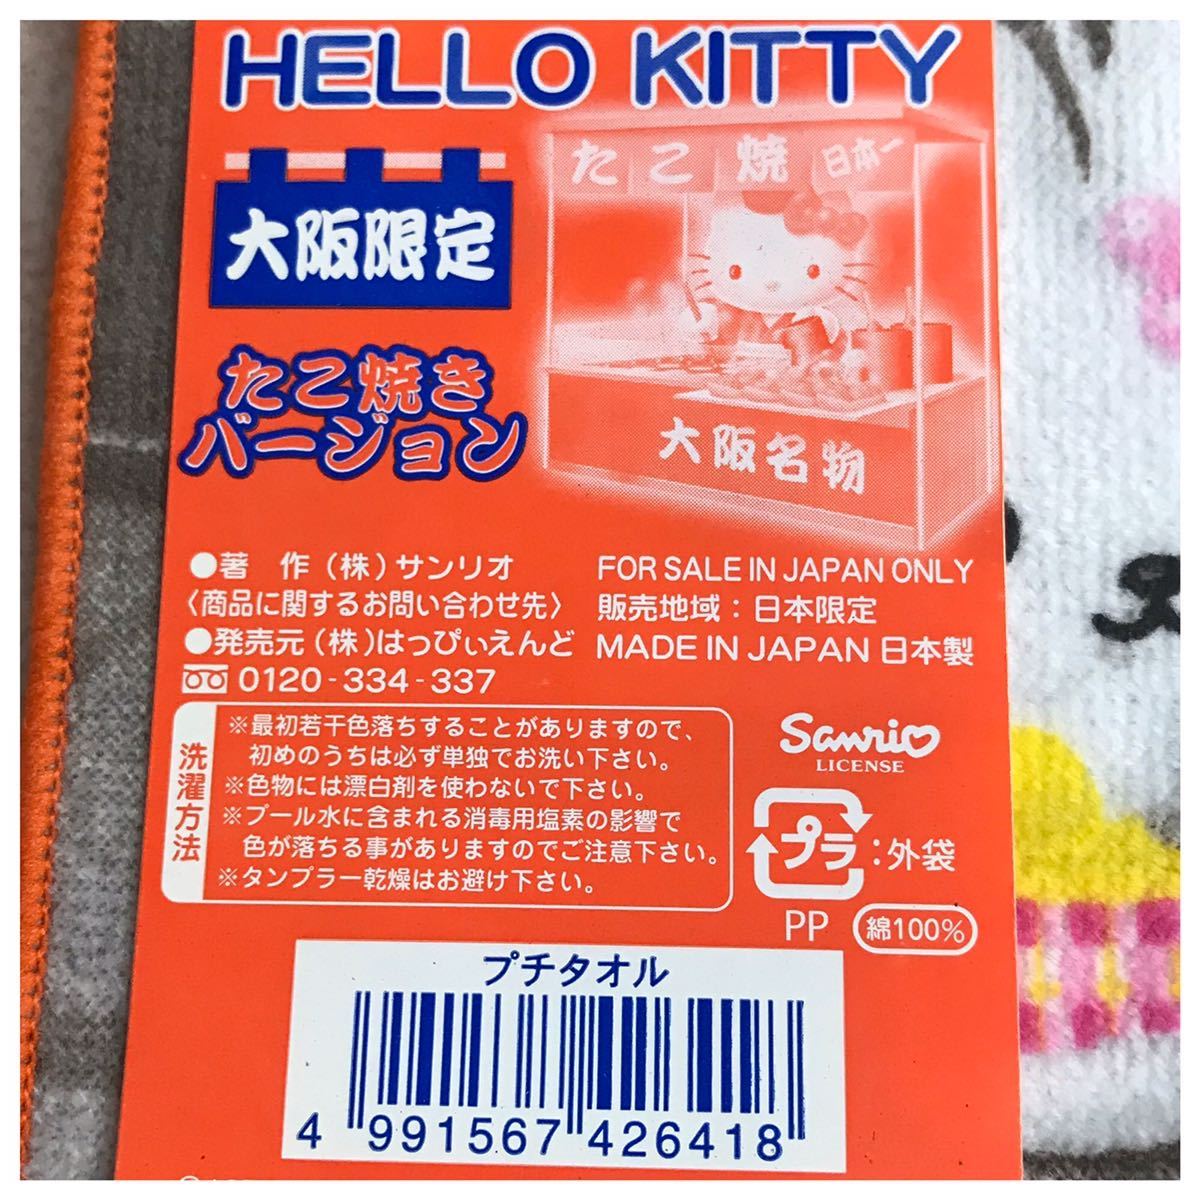 HELLO KITTY
大阪限定
たこ焼き
バージョン
たこ焼 日本一
大阪名物
●著 作(株)サンリオ
〈商品に関するお問い合わせ先〉
●発売元(株)はっぴぃえんど
0120-334-337
FOR SALE IN JAPAN ONLY
販売地域:日本限定
MADE IN JAPAN 日本製
洗濯方法
※最初若干色落ちすることがありますので、
初めのうちは必ず単独でお洗い下さい。
※色物には漂白剤を使わないで下さい。
※プール水に含まれる消毒用塩素の影響で
色が落ちる事がありますのでご注意下さい。
※タンブラー乾燥はお避け下さい。
Sanrio
LICENSE
プラ:外袋
PP 綿100%
プチタオル
4 991567 426418